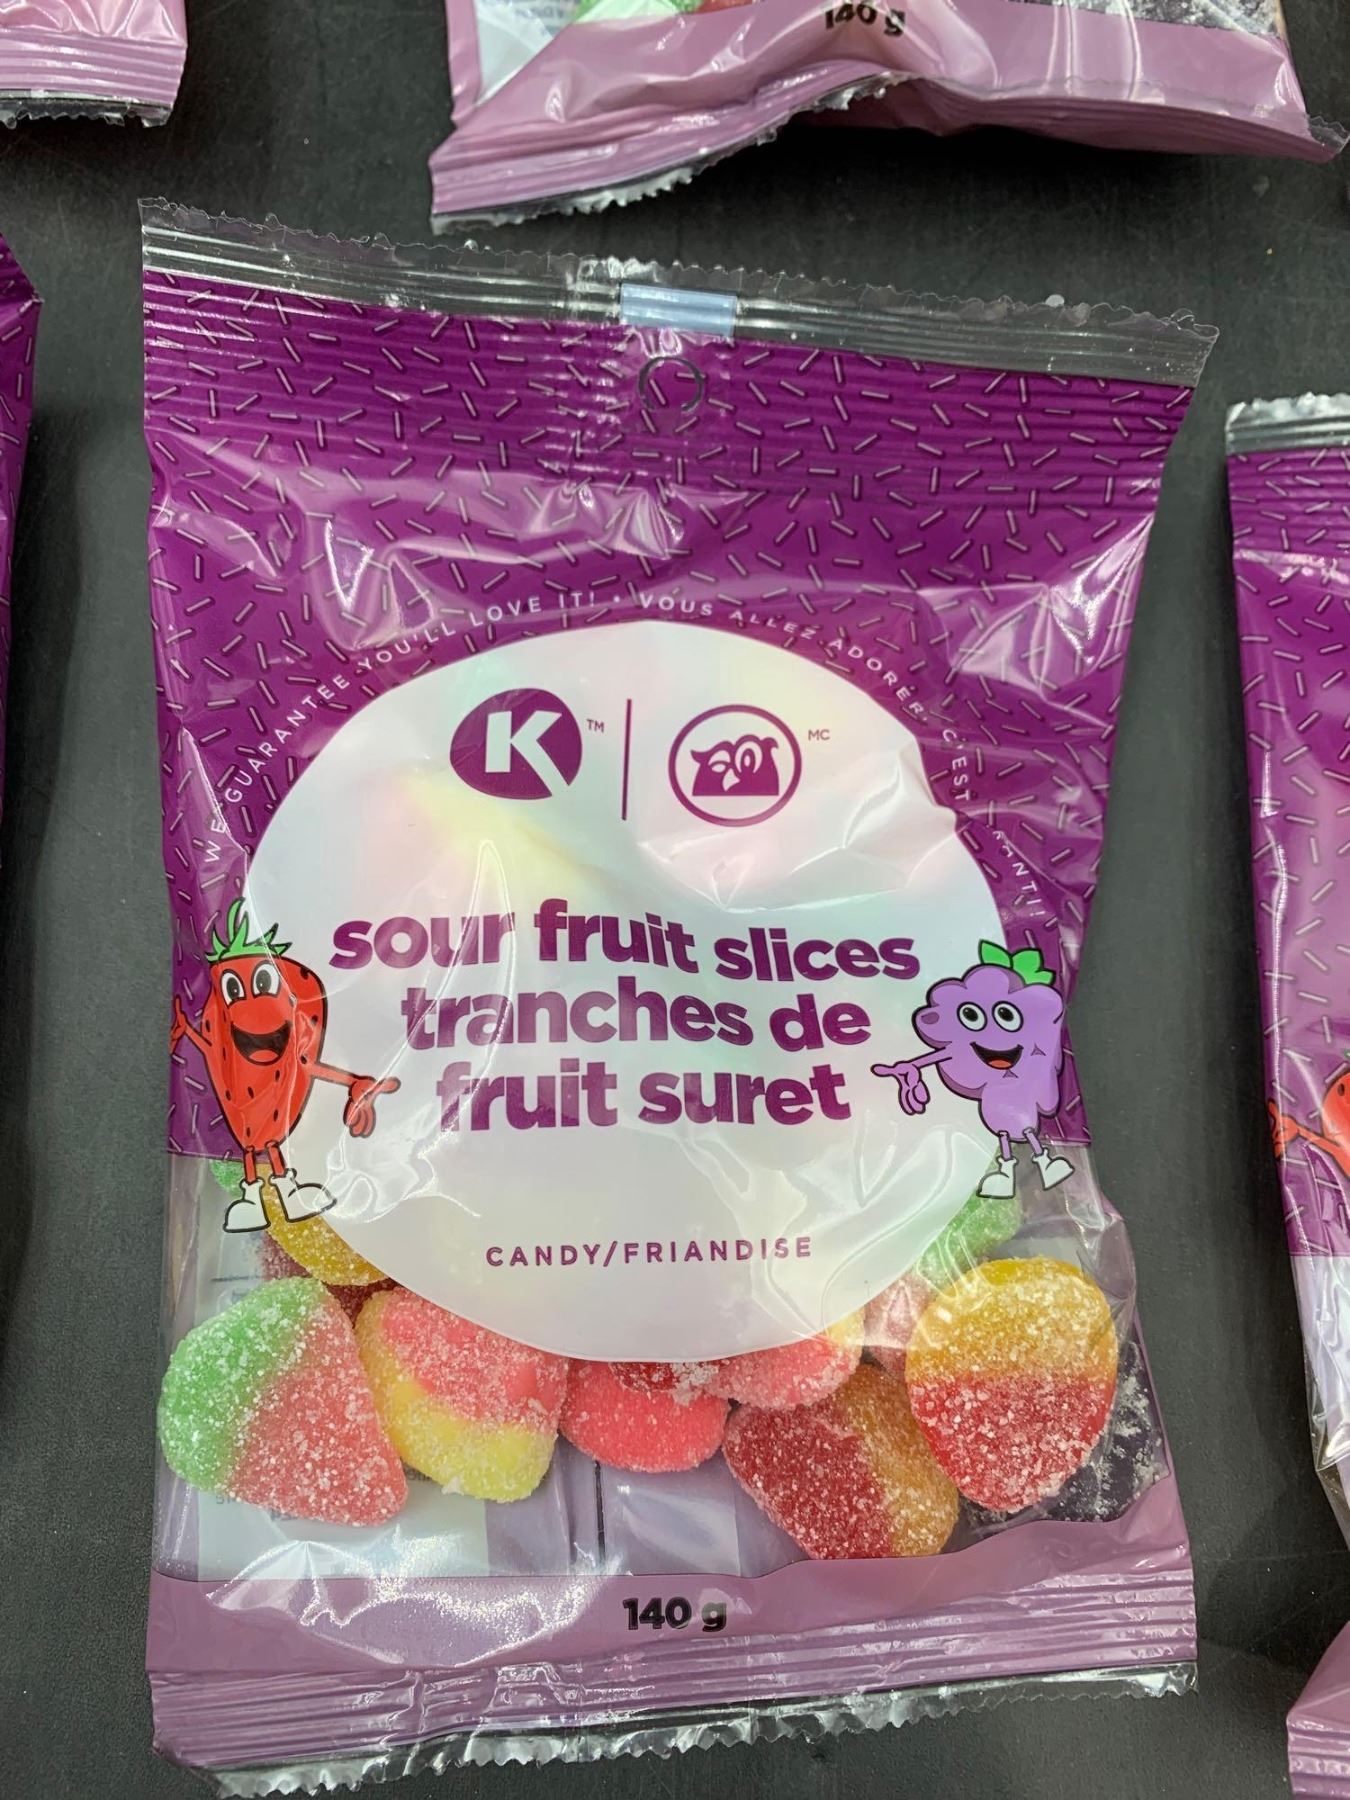 140 g
WE GUARANTEE YOU'LL LOVE IT! • VOUS ALLEZ ADORER, C'EST
K TM MC
sour fruit slices
tranches de
fruit suret
CANDY/FRIANDISE
140 g